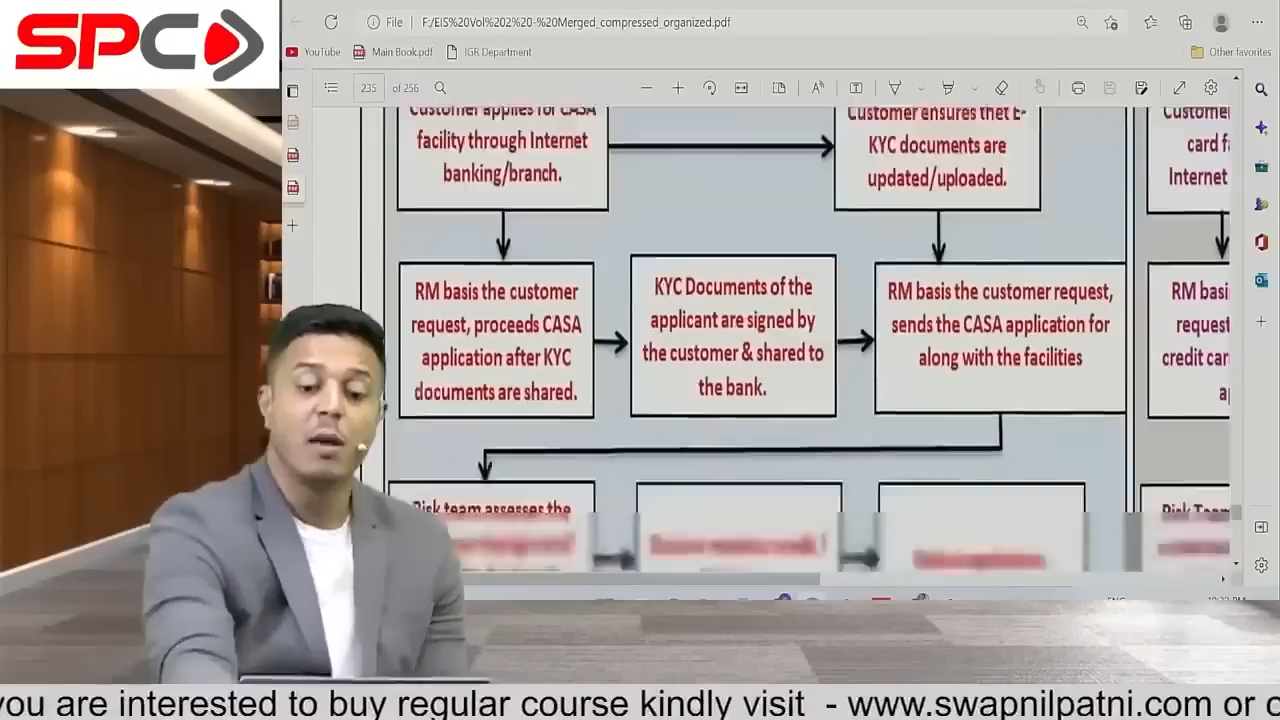 SPC
File
F:/EIS%20Vol%202%20-%20Merged_compressed_organized.pdf
YouTube
Main Book.pdf
IGR Department
Other favorites
235
of 256
Customer applies for CASA
facility through Internet
banking/branch.
Customer ensures that E-
KYC documents are
updated/uploaded.
Custome
card f
Internet
RM basis the customer
request, proceeds CASA
application after KYC
documents are shared.
KYC Documents of the
applicant are signed by
the customer & shared to
the bank.
RM basis the customer request,
sends the CASA application for
along with the facilities
RM basi
request
credit car
ap
Risk team assesses the
Risk Team
ENG
you are interested to buy regular course kindly visit - www.swapnilpatni.com or c